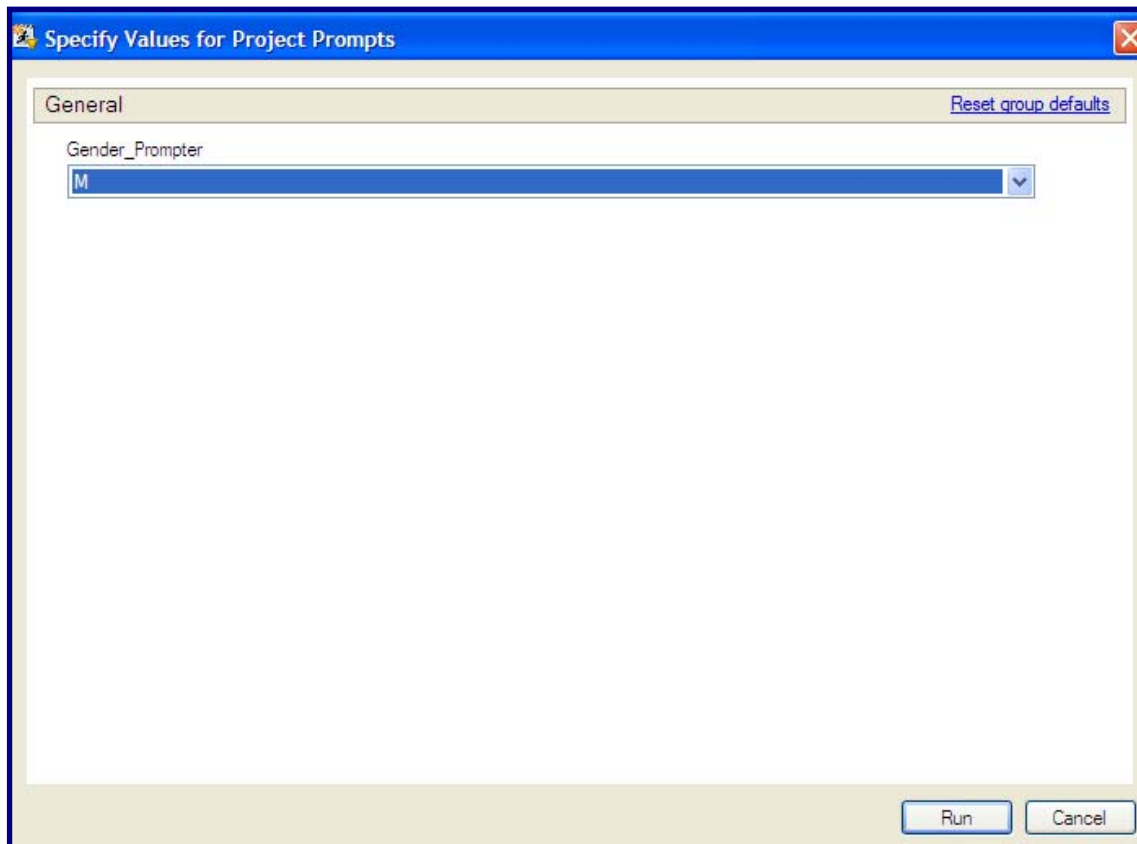 Specify Values for Project Prompts
General
Reset group defaults
Gender_Prompter
M
Run
Cancel